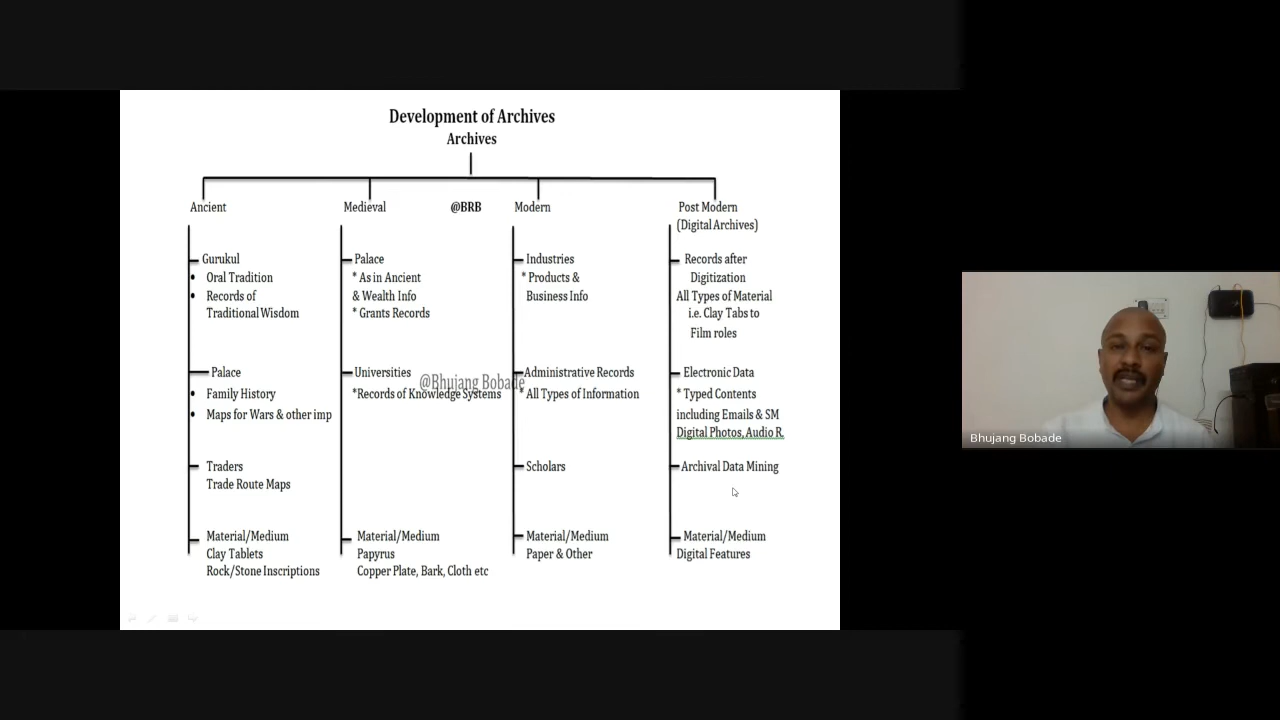 Development of Archives
Archives
Ancient
Gurukul
• Oral Tradition
• Records of
Traditional Wisdom
Palace
• Family History
• Maps for Wars & other imp
Traders
Trade Route Maps
Material/Medium
Clay Tablets
Rock/Stone Inscriptions
Medieval
Palace
* As in Ancient
& Wealth Info
* Grants Records
Universities
*Records of Knowledge Systems
Material/Medium
Papyrus
Copper Plate, Bark, Cloth etc
@BRB
@Bhujang Bobade
Modern
Industries
* Products &
Business Info
Administrative Records
* All Types of Information
Scholars
Material/Medium
Paper & Other
Post Modern
(Digital Archives)
Records after
Digitization
All Types of Material
i.e. Clay Tabs to
Film roles
Electronic Data
* Typed Contents
including Emails & SM
Digital Photos, Audio R.
Archival Data Mining
Material/Medium
Digital Features
Bhujang Bobade